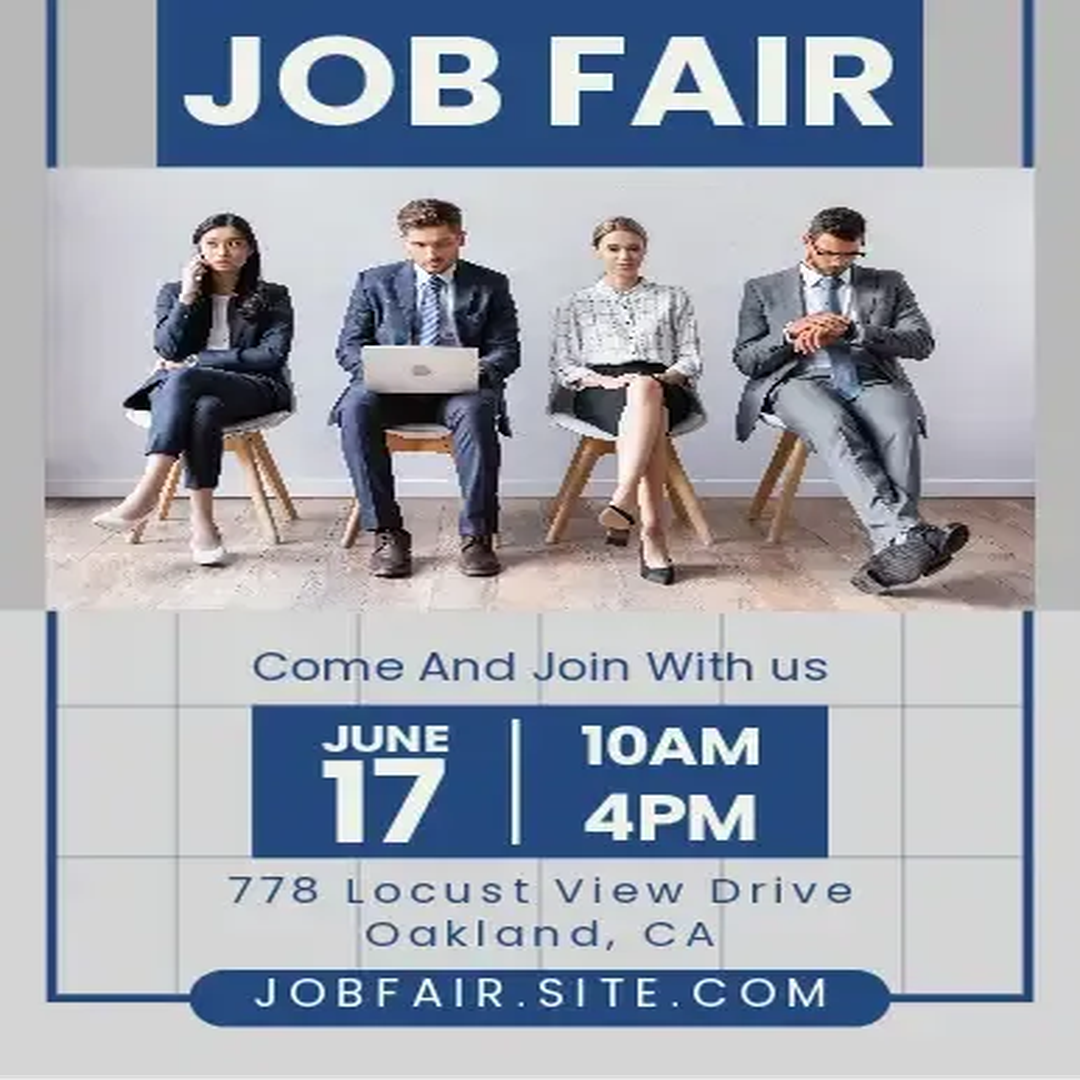 JOB FAIR
Come And Join With us
JUNE
17
10AM
4PM
778 Locust View Drive
Oakland, CA
JOBFAIR.SITE.COM